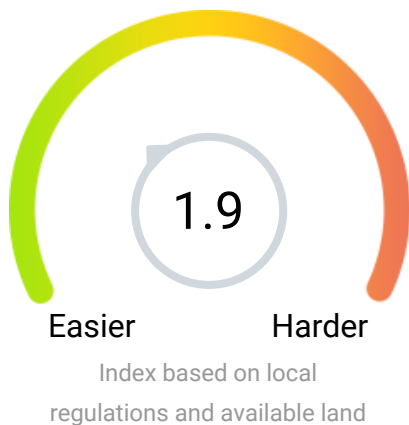 1.9
Easier Harder
Index based on local
regulations and available land